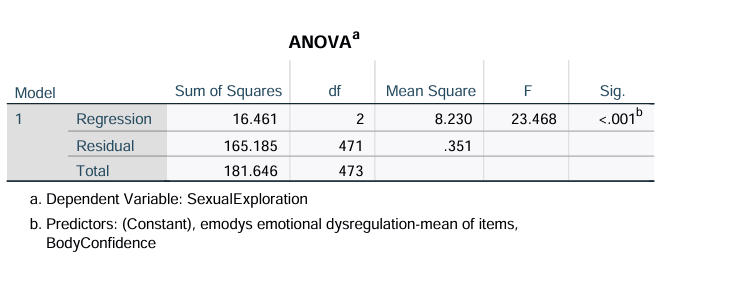 ANOVAa
Model Sum of Squares df Mean Square F Sig.
1 Regression 16.461 2 8.230 23.468 <.001b
Residual 165.185 471 .351
Total 181.646 473
a. Dependent Variable: SexualExploration
b. Predictors: (Constant), emodys emotional dysregulation-mean of items,
BodyConfidence